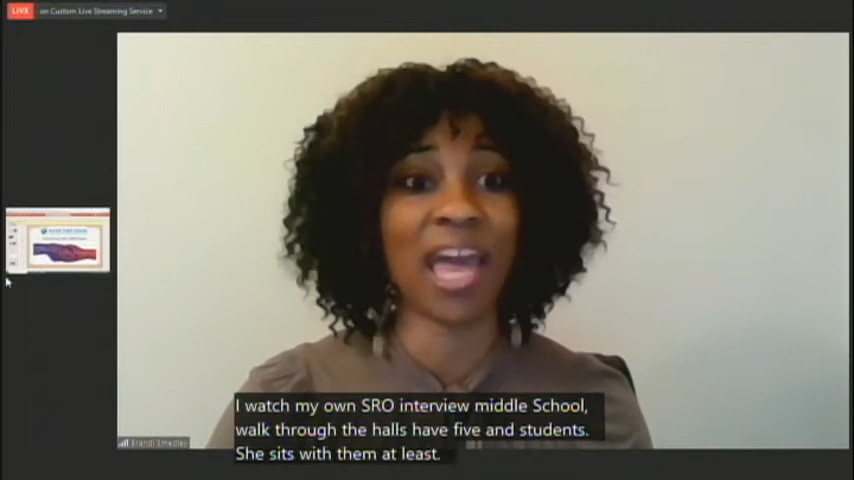 LIVE on Custom Live Streaming Service
I watch my own SRO interview middle School,
walk through the halls have five and students.
She sits with them at least.
Brandi Smedley